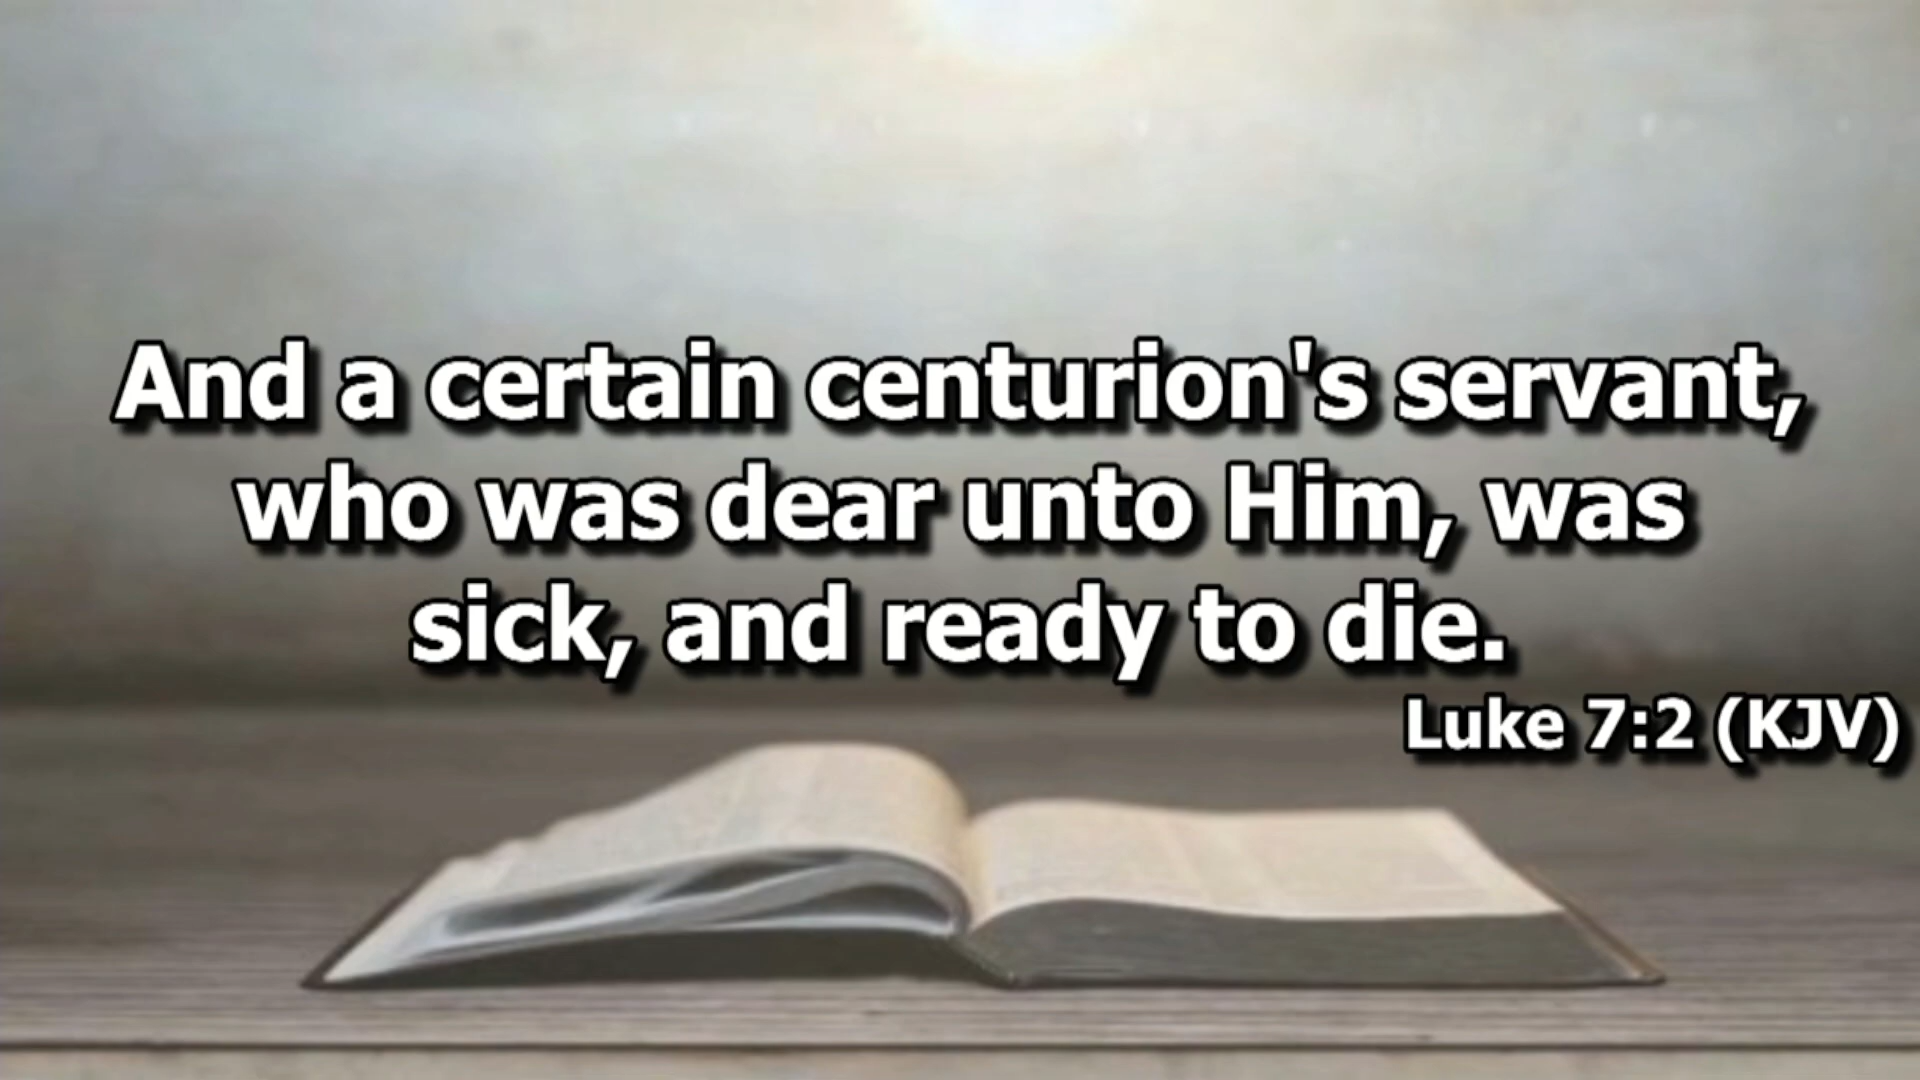 And a certain centurion's servant,
who was dear unto Him, was
sick, and ready to die.
Luke 7:2 (KJV)